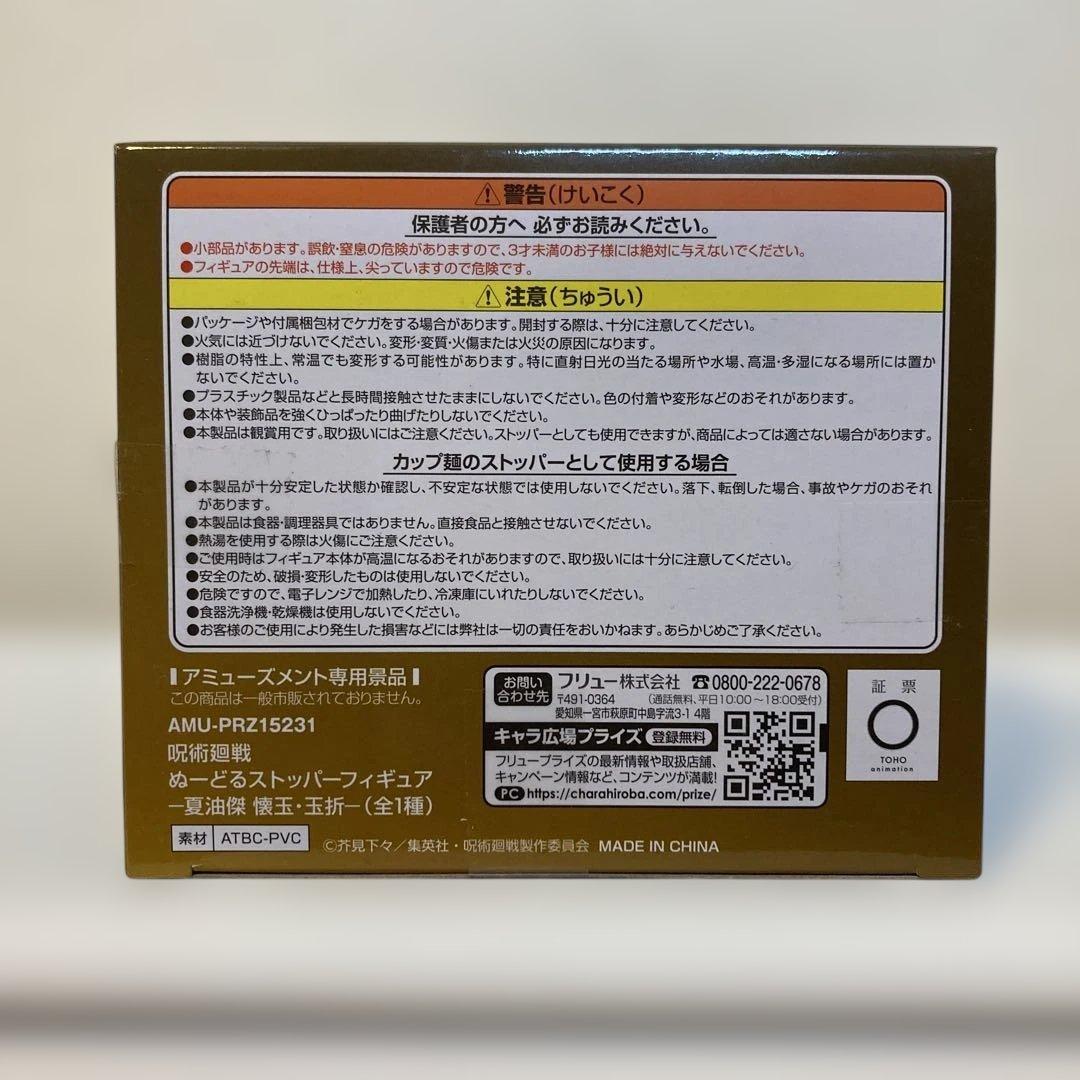 ⚠警告(けいこく)
保護者の方へ 必ずお読みください。
●小部品があります。誤飲・窒息の危険がありますので、3才未満のお子様には絶対に与えないでください。
●フィギュアの先端は、仕様上、尖っていますので危険です。
⚠注意(ちゅうい)
●パッケージや付属梱包材でケガをする場合があります。開封する際は、十分に注意してください。
●火気には近づけないでください。変形・変質・火傷または火災の原因になります。
●樹脂の特性上、常温でも変形する可能性があります。特に直射日光の当たる場所や水場、高温・多湿になる場所には置か
ないでください。
●プラスチック製品などと長時間接触させたままにしないでください。色の付着や変形などのおそれがあります。
●本体や装飾品を強くひっぱったり曲げたりしないでください。
●本製品は観賞用です。取り扱いにはご注意ください。ストッパーとしても使用できますが、商品によっては適さない場合があります。
カップ麺のストッパーとして使用する場合
●本製品が十分安定した状態か確認し、不安定な状態では使用しないでください。落下、転倒した場合、事故やケガのおそれ
があります。
●本製品は食器・調理器具ではありません。直接食品と接触させないでください。
●熱湯を使用する際は火傷にご注意ください。
●ご使用時はフィギュア本体が高温になるおそれがありますので、取り扱いには十分に注意してください。
●安全のため、破損・変形したものは使用しないでください。
●危険ですので、電子レンジで加熱したり、冷凍庫にいれたりしないでください。
●食器洗浄機・乾燥機は使用しないでください。
●お客様のご使用により発生した損害などには弊社は一切の責任をおいかねます。あらかじめご了承ください。
アミューズメント専用景品
この商品は一般市販されておりません。
AMU-PRZ15231
呪術廻戦
ぬーどるストッパーフィギュア
―夏油傑 懐玉・玉折―(全1種)
素材 ATBC-PVC
©芥見下々/集英社・呪術廻戦製作委員会 MADE IN CHINA
お問い
合わせ先
フリュー株式会社 ☎0800-222-0678
〒491-0364 (通話無料、平日10:00~18:00受付)
愛知県一宮市萩原町中島字流3-1 4階
キャラ広場プライズ 登録無料
フリュープライズの最新情報や取扱店舗、
キャンペーン情報など、コンテンツが満載!
PC https://charahiroba.com/prize/
証票
TOHO
animation